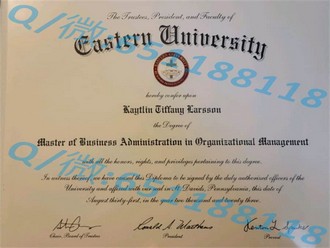 The Trustees, President, and Faculty of
Eastern University
hereby confer upon
Kaytlin Tiffany Larsson
the Degree of
Master of Business Administration in Organizational Management
with all the honors, rights, and privileges pertaining to this degree.
In witness thereof, we have caused this Diploma to be signed by the duly authorized officers of the
University and affixed with our seal in St. Davids, Pennsylvania, this day of
August thirty-first, in the year two thousand and twenty three.
Chair, Board of Trustees
President
Provost